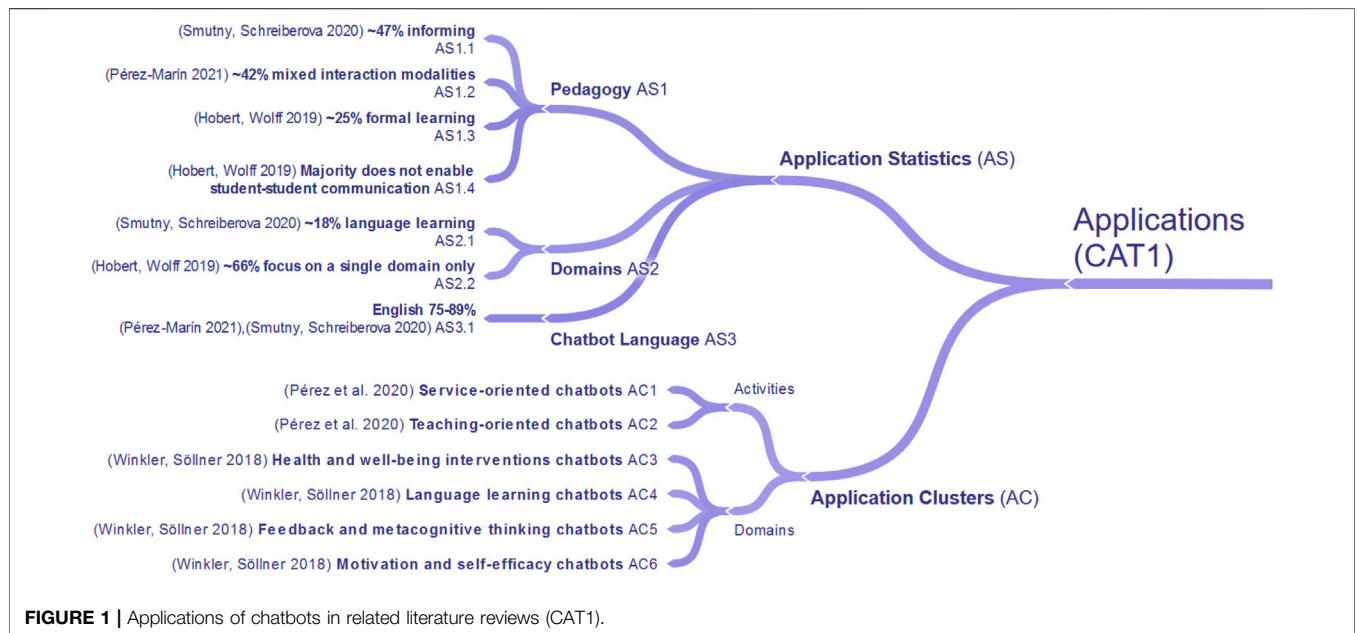 (Smutny, Schreiberova 2020) ~47% informing
AS1.1
(Pérez-Marín 2021) ~42% mixed interaction modalities
AS1.2
(Hobert, Wolff 2019) ~25% formal learning
AS1.3
(Hobert, Wolff 2019) Majority does not enable
student-student communication AS1.4
Pedagogy AS1
(Smutny, Schreiberova 2020) ~18% language learning
AS2.1
(Hobert, Wolff 2019) ~66% focus on a single domain only
AS2.2
Domains AS2
English 75-89%
(Pérez-Marín 2021),(Smutny, Schreiberova 2020) AS3.1
Chatbot Language AS3
Application Statistics (AS)
Applications
(CAT1)
(Pérez et al. 2020) Service-oriented chatbots AC1
(Pérez et al. 2020) Teaching-oriented chatbots AC2
Activities
(Winkler, Söllner 2018) Health and well-being interventions chatbots AC3
(Winkler, Söllner 2018) Language learning chatbots AC4
(Winkler, Söllner 2018) Feedback and metacognitive thinking chatbots AC5
(Winkler, Söllner 2018) Motivation and self-efficacy chatbots AC6
Domains
Application Clusters (AC)
FIGURE 1 | Applications of chatbots in related literature reviews (CAT1).